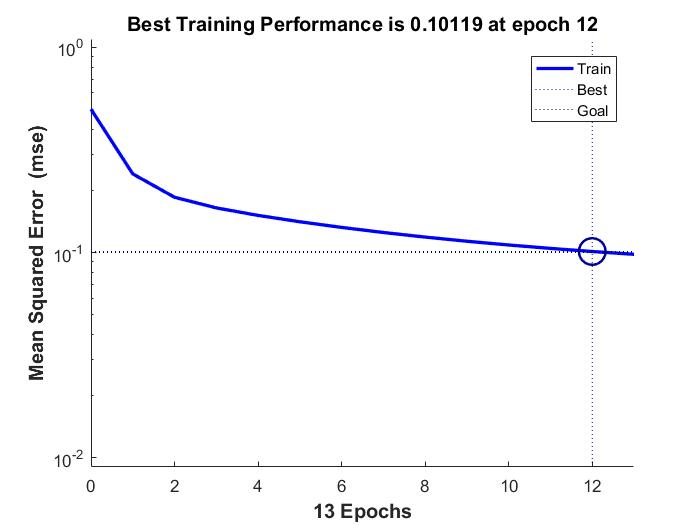 Best Training Performance is 0.10119 at epoch 12
10^0
Train
Best
Goal
Mean Squared Error (mse)
10^-1
10^-2
0 2 4 6 8 10 12
13 Epochs